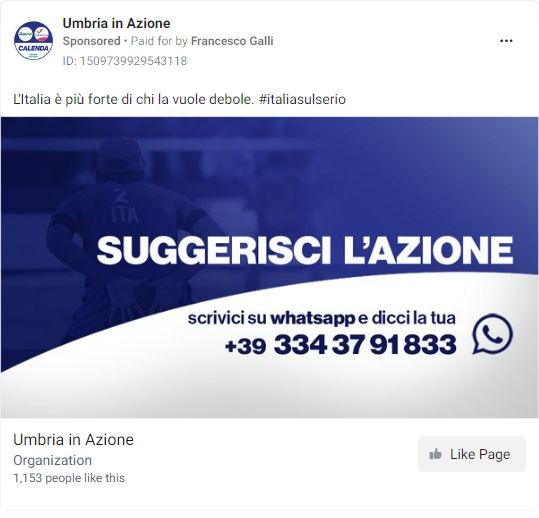 Umbria in Azione
Sponsored • Paid for by Francesco Galli
ID: 1509739929543118
L'Italia è più forte di chi la vuole debole. #italiasulserio
CALENDA
2
ITA
SUGGERISCI L'AZIONE
scrivici su whatsapp e dicci la tua
+39 334 37 91 833
Umbria in Azione
Organization
1,153 people like this
Like Page